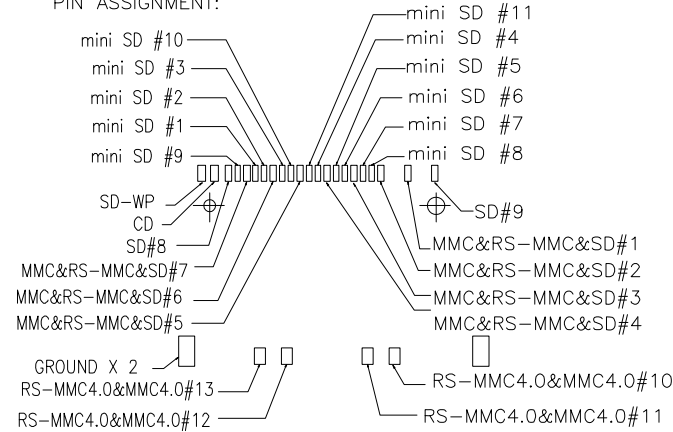 PIN ASSIGNMENT:
mini SD #10
mini SD #3
mini SD #2
mini SD #1
mini SD #9
mini SD #11
mini SD #4
mini SD #5
mini SD #6
mini SD #7
mini SD #8
SD-WP
CD
SD#8
MMC&RS-MMC&SD#7
MMC&RS-MMC&SD#6
MMC&RS-MMC&SD#5
SD#9
MMC&RS-MMC&SD#1
MMC&RS-MMC&SD#2
MMC&RS-MMC&SD#3
MMC&RS-MMC&SD#4
GROUND X 2
RS-MMC4.0&MMC4.0#13
RS-MMC4.0&MMC4.0#12
RS-MMC4.0&MMC4.0#10
RS-MMC4.0&MMC4.0#11